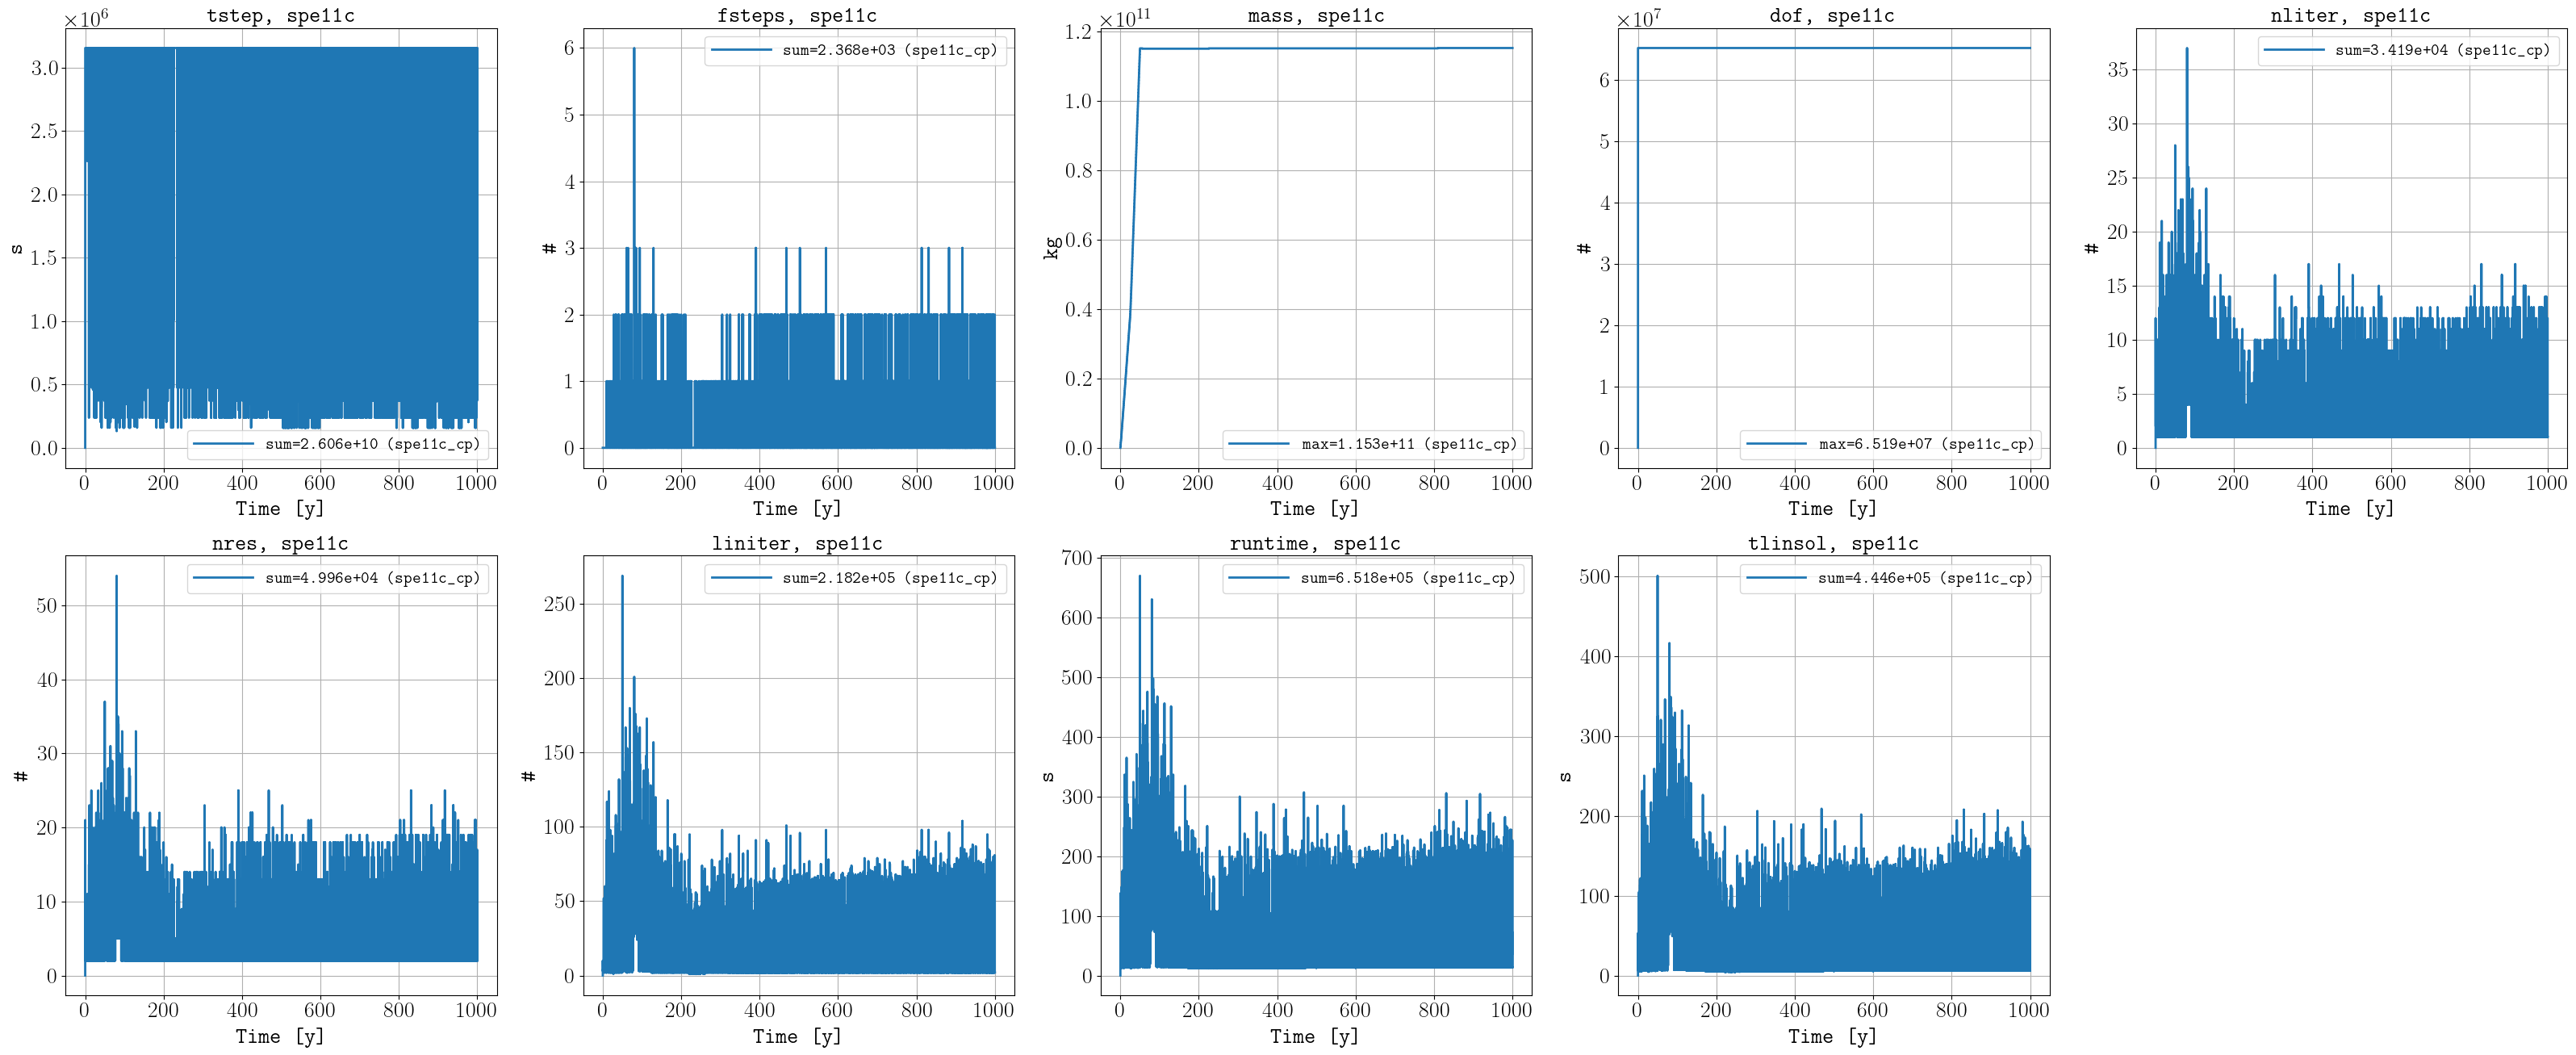 tstep, spe11c
×10⁶
3.0
2.5
2.0
1.5
1.0
0.5
0.0
s
sum=2.606e+10 (spe11c_cp)
0 200 400 600 800 1000
Time [y]
fsteps, spe11c
6
5
4
3
2
1
0
#
sum=2.368e+03 (spe11c_cp)
0 200 400 600 800 1000
Time [y]
mass, spe11c
×10¹¹
1.2
1.0
0.8
0.6
0.4
0.2
0.0
kg
max=1.153e+11 (spe11c_cp)
0 200 400 600 800 1000
Time [y]
dof, spe11c
×10⁷
6
5
4
3
2
1
0
#
max=6.519e+07 (spe11c_cp)
0 200 400 600 800 1000
Time [y]
nliter, spe11c
35
30
25
20
15
10
5
0
#
sum=3.419e+04 (spe11c_cp)
0 200 400 600 800 1000
Time [y]
nres, spe11c
50
40
30
20
10
0
#
sum=4.996e+04 (spe11c_cp)
0 200 400 600 800 1000
Time [y]
liniter, spe11c
250
200
150
100
50
0
#
sum=2.182e+05 (spe11c_cp)
0 200 400 600 800 1000
Time [y]
runtime, spe11c
700
600
500
400
300
200
100
0
s
sum=6.518e+05 (spe11c_cp)
0 200 400 600 800 1000
Time [y]
tlinsol, spe11c
500
400
300
200
100
0
s
sum=4.446e+05 (spe11c_cp)
0 200 400 600 800 1000
Time [y]